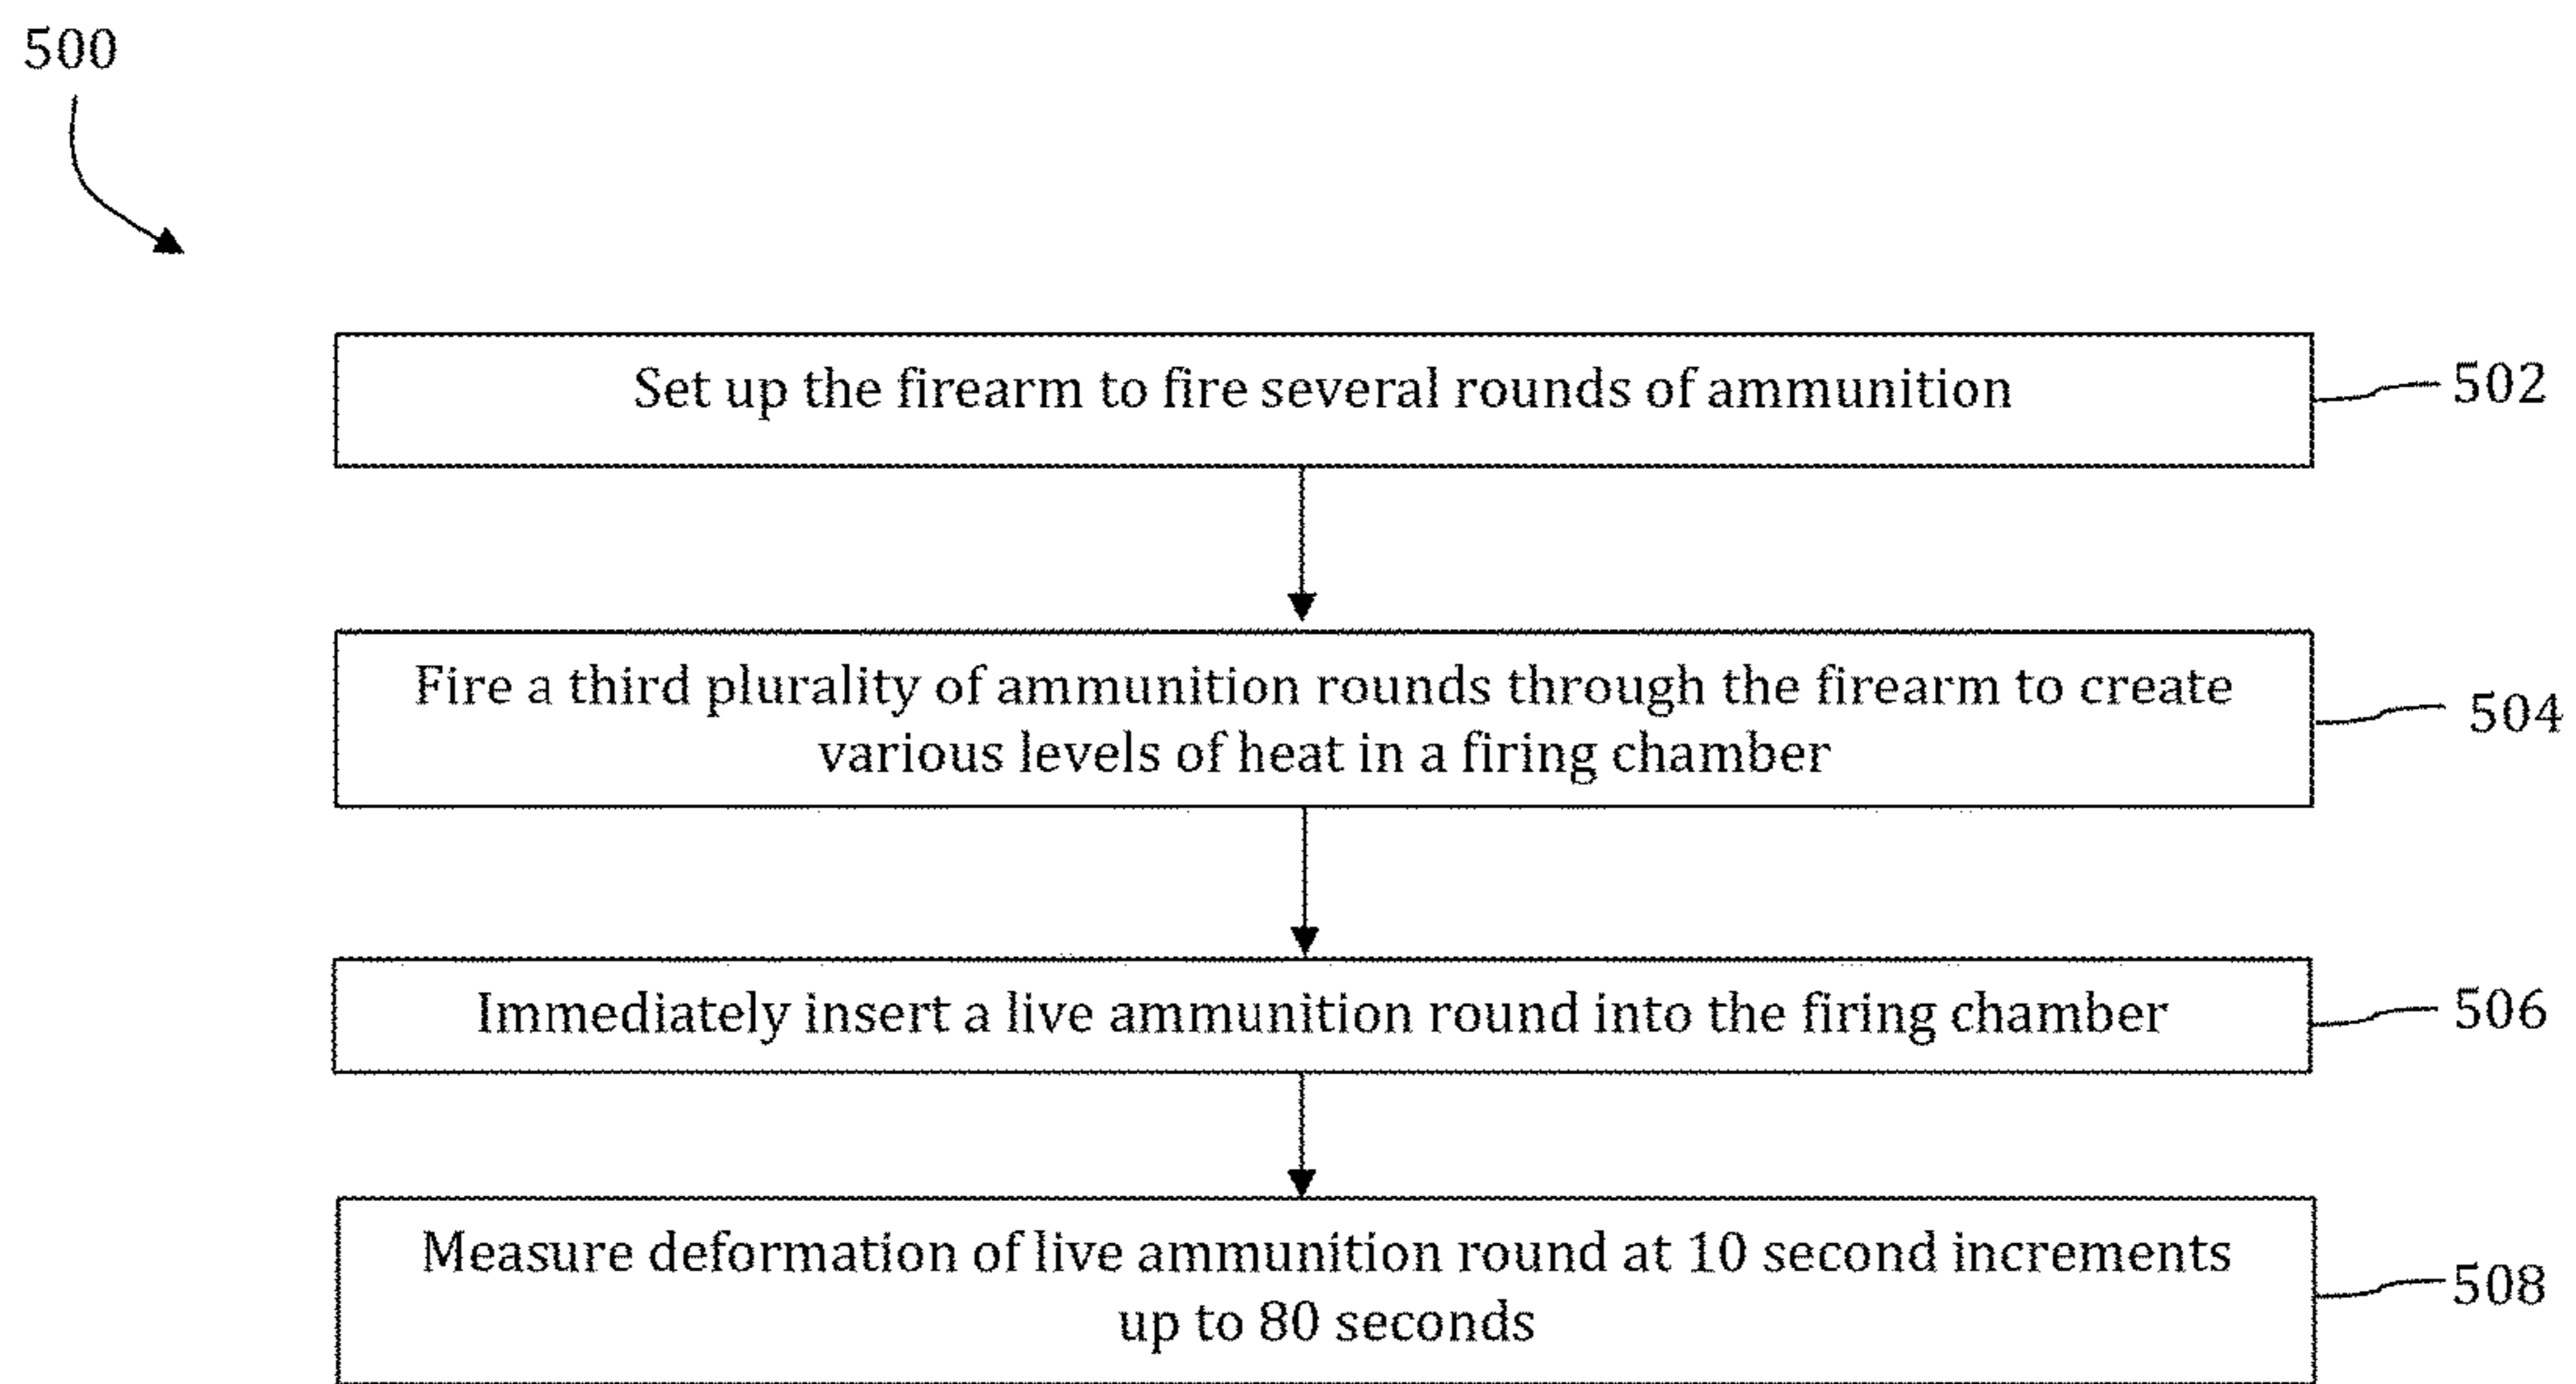 500
Set up the firearm to fire several rounds of ammunition
502
Fire a third plurality of ammunition rounds through the firearm to create
various levels of heat in a firing chamber
504
Immediately insert a live ammunition round into the firing chamber
506
Measure deformation of live ammunition round at 10 second increments
up to 80 seconds
508